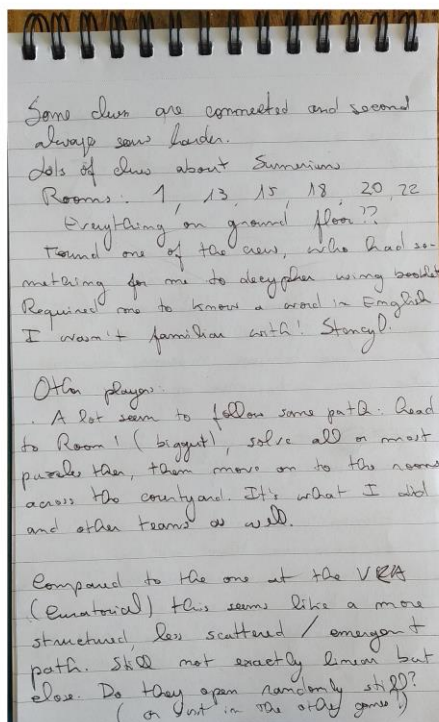 Some clues are connected and second
always seem harder.
Lots of clues about Sumerians
Rooms: 1, 13, 15, 18, 20, 22
Everything on ground floor??
Found one of the crew, who had so-
mething for me to decypher using booklet
Required me to know a word in English
I wasn't familiar with!
Other players:
. A lot seem to follow same path: head
to Room 1 (biggest), solve all or most
puzzles then, then move on to the rooms
across the courtyard. It's what I did
and other teams as well.
Compared to the one at the V&A
(Curatorial) this seems like a more
structured, less scattered / emergent
path. Still not exactly linear but
close. Do they open randomly still?
(or just in the other game?)